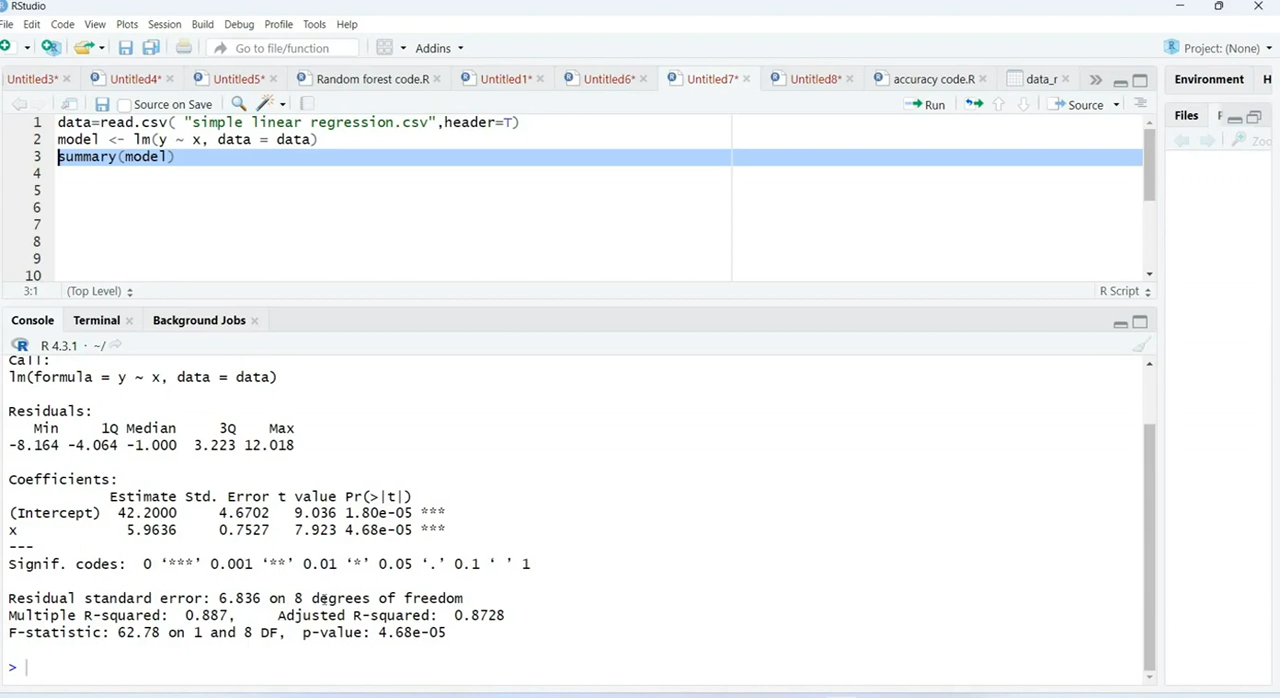 RStudio
File Edit Code View Plots Session Build Debug Profile Tools Help
Go to file/function Addins Project: (None)
Untitled3* Untitled4* Untitled5* Random forest code.R Untitled1* Untitled6* Untitled7* Untitled8* accuracy code.R data_r Environment H
Source on Save Run Source Files
1 data=read.csv( "simple linear regression.csv",header=T)
2 model <- lm(y ~ x, data = data)
3 summary(model)
4
5
6
7
8
9
10
3:1 (Top Level) R Script
Console Terminal Background Jobs
R 4.3.1 · ~/
Call:
lm(formula = y ~ x, data = data)
Residuals:
Min 1Q Median 3Q Max
-8.164 -4.064 -1.000 3.223 12.018
Coefficients:
Estimate Std. Error t value Pr(>|t|)
(Intercept) 42.2000 4.6702 9.036 1.80e-05 ***
x 5.9636 0.7527 7.923 4.68e-05 ***
---
Signif. codes: 0 ‘***’ 0.001 ‘**’ 0.01 ‘*’ 0.05 ‘.’ 0.1 ‘ ’ 1
Residual standard error: 6.836 on 8 degrees of freedom
Multiple R-squared: 0.887, Adjusted R-squared: 0.8728
F-statistic: 62.78 on 1 and 8 DF, p-value: 4.68e-05
>